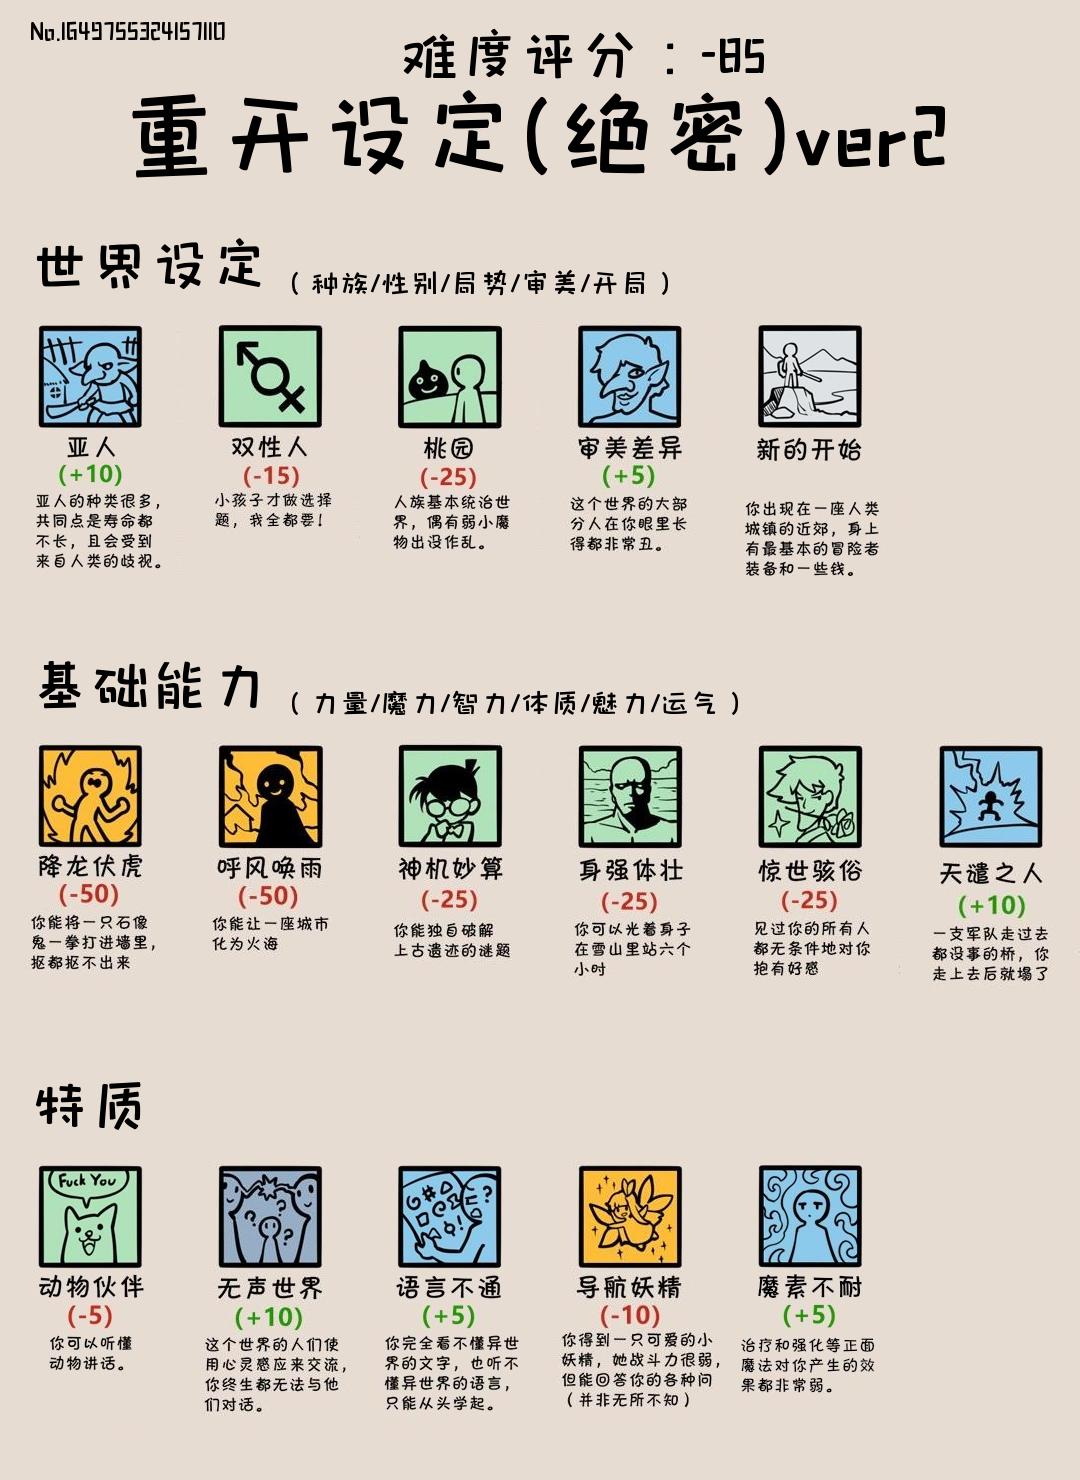 No.1649755324157110
难度评分：-85
重开设定(绝密)ver2
世界设定（种族/性别/局势/审美/开局）
亚人
(+10)
亚人的种类很多，
共同点是寿命都
不长，且会受到
来自人类的歧视。
双性人
(-15)
小孩子才做选择
题，我全都要！
桃园
(-25)
人族基本统治世
界，偶有弱小魔
物出没作乱。
审美差异
(+5)
这个世界的大部
分人在你眼里长
得都非常丑。
新的开始
你出现在一座人类
城镇的近郊，身上
有最基本的冒险者
装备和一些钱。
基础能力（力量/魔力/智力/体质/魅力/运气）
降龙伏虎
(-50)
你能将一只石像
鬼一拳打进墙里，
抠都抠不出来
呼风唤雨
(-50)
你能让一座城市
化为火海
神机妙算
(-25)
你能独自破解
上古遗迹的谜题
身强体壮
(-25)
你可以光着身子
在雪山里站六个
小时
惊世骇俗
(-25)
见过你的所有人
都无条件地对你
抱有好感
天谴之人
(+10)
一支军队走过去
都没事的桥，你
走上去后就塌了
特质
Fuck You
动物伙伴
(-5)
你可以听懂
动物讲话。
无声世界
(+10)
这个世界的人们使
用心灵感应来交流，
你终生都无法与他
们对话。
语言不通
(+5)
你完全看不懂异世
界的文字，也听不
懂异世界的语言，
只能从头学起。
导航妖精
(-10)
你得到一只可爱的小
妖精，她战斗力很弱，
但能回答你的各种问
（并非无所不知）
魔素不耐
(+5)
治疗和强化等正面
魔法对你产生的效
果都非常弱。